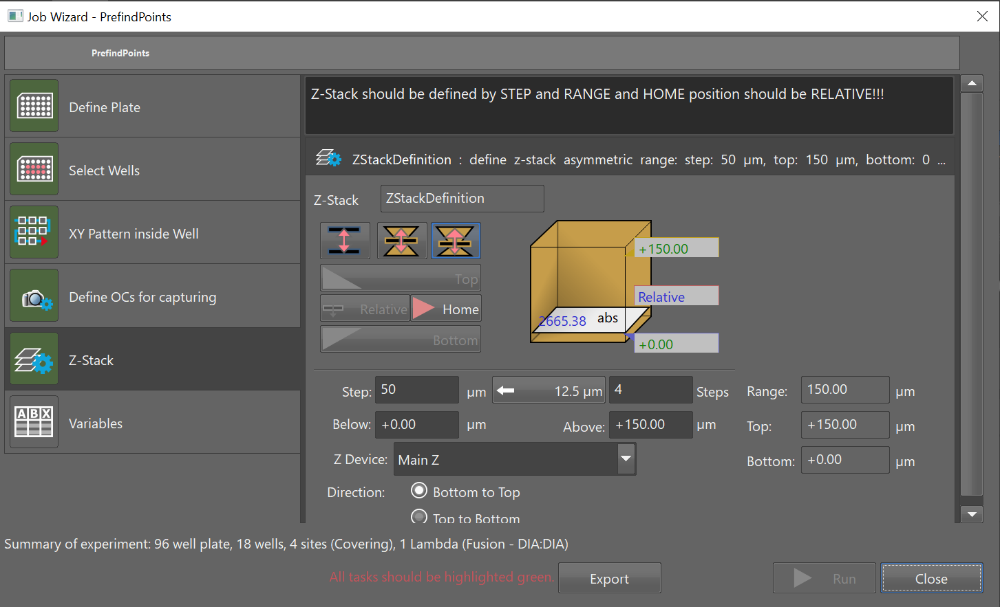 Job Wizard - PrefindPoints
PrefindPoints
Define Plate
Select Wells
XY Pattern inside Well
Define OCs for capturing
Z-Stack
ABX
Variables
Z-Stack should be defined by STEP and RANGE and HOME position should be RELATIVE!!!
ZStackDefinition : define z-stack asymmetric range: step: 50 µm, top: 150 µm, bottom: 0 ...
Z-Stack ZStackDefinition
Top
Relative Home
Bottom
+150.00
Relative
2665.38 abs
+0.00
Step: 50 µm 12.5 µm 4 Steps Range: 150.00 µm
Below: +0.00 µm Above: +150.00 µm Top: +150.00 µm
Z Device: Main Z Bottom: +0.00 µm
Direction: Bottom to Top
Top to Bottom
Summary of experiment: 96 well plate, 18 wells, 4 sites (Covering), 1 Lambda (Fusion - DIA:DIA)
All tasks should be highlighted green. Export Run Close